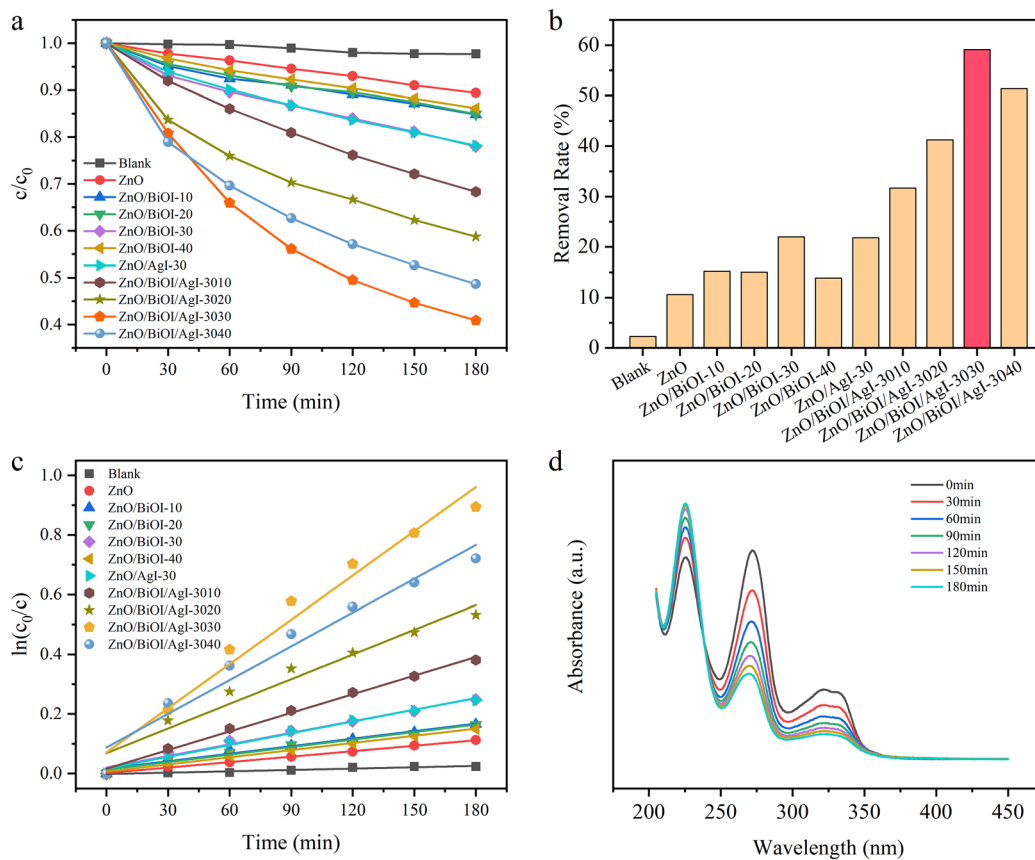 a
1.0
0.9
0.8
0.7
0.6
0.5
0.4
c/c0
0 30 60 90 120 150 180
Time (min)
Blank
ZnO
ZnO/BiOI-10
ZnO/BiOI-20
ZnO/BiOI-30
ZnO/BiOI-40
ZnO/AgI-30
ZnO/BiOI/AgI-3010
ZnO/BiOI/AgI-3020
ZnO/BiOI/AgI-3030
ZnO/BiOI/AgI-3040
b
60
50
40
30
20
10
0
Removal Rate (%)
Blank
ZnO
ZnO/BiOI-10
ZnO/BiOI-20
ZnO/BiOI-30
ZnO/BiOI-40
ZnO/AgI-30
ZnO/BiOI/AgI-3010
ZnO/BiOI/AgI-3020
ZnO/BiOI/AgI-3030
ZnO/BIO/AgI-3040
c
1.0
0.8
0.6
0.4
0.2
0.0
ln(c0/c)
0 30 60 90 120 150 180
Time (min)
Blank
ZnO
ZnO/BiOI-10
ZnO/BiOI-20
ZnO/BiOI-30
ZnO/BiOI-40
ZnO/AgI-30
ZnO/BiOI/AgI-3010
ZnO/BiOI/AgI-3020
ZnO/BiOI/AgI-3030
ZnO/BiOI/AgI-3040
d
Absorbance (a.u.)
0min
30min
60min
90min
120min
150min
180min
200 250 300 350 400 450
Wavelength (nm)